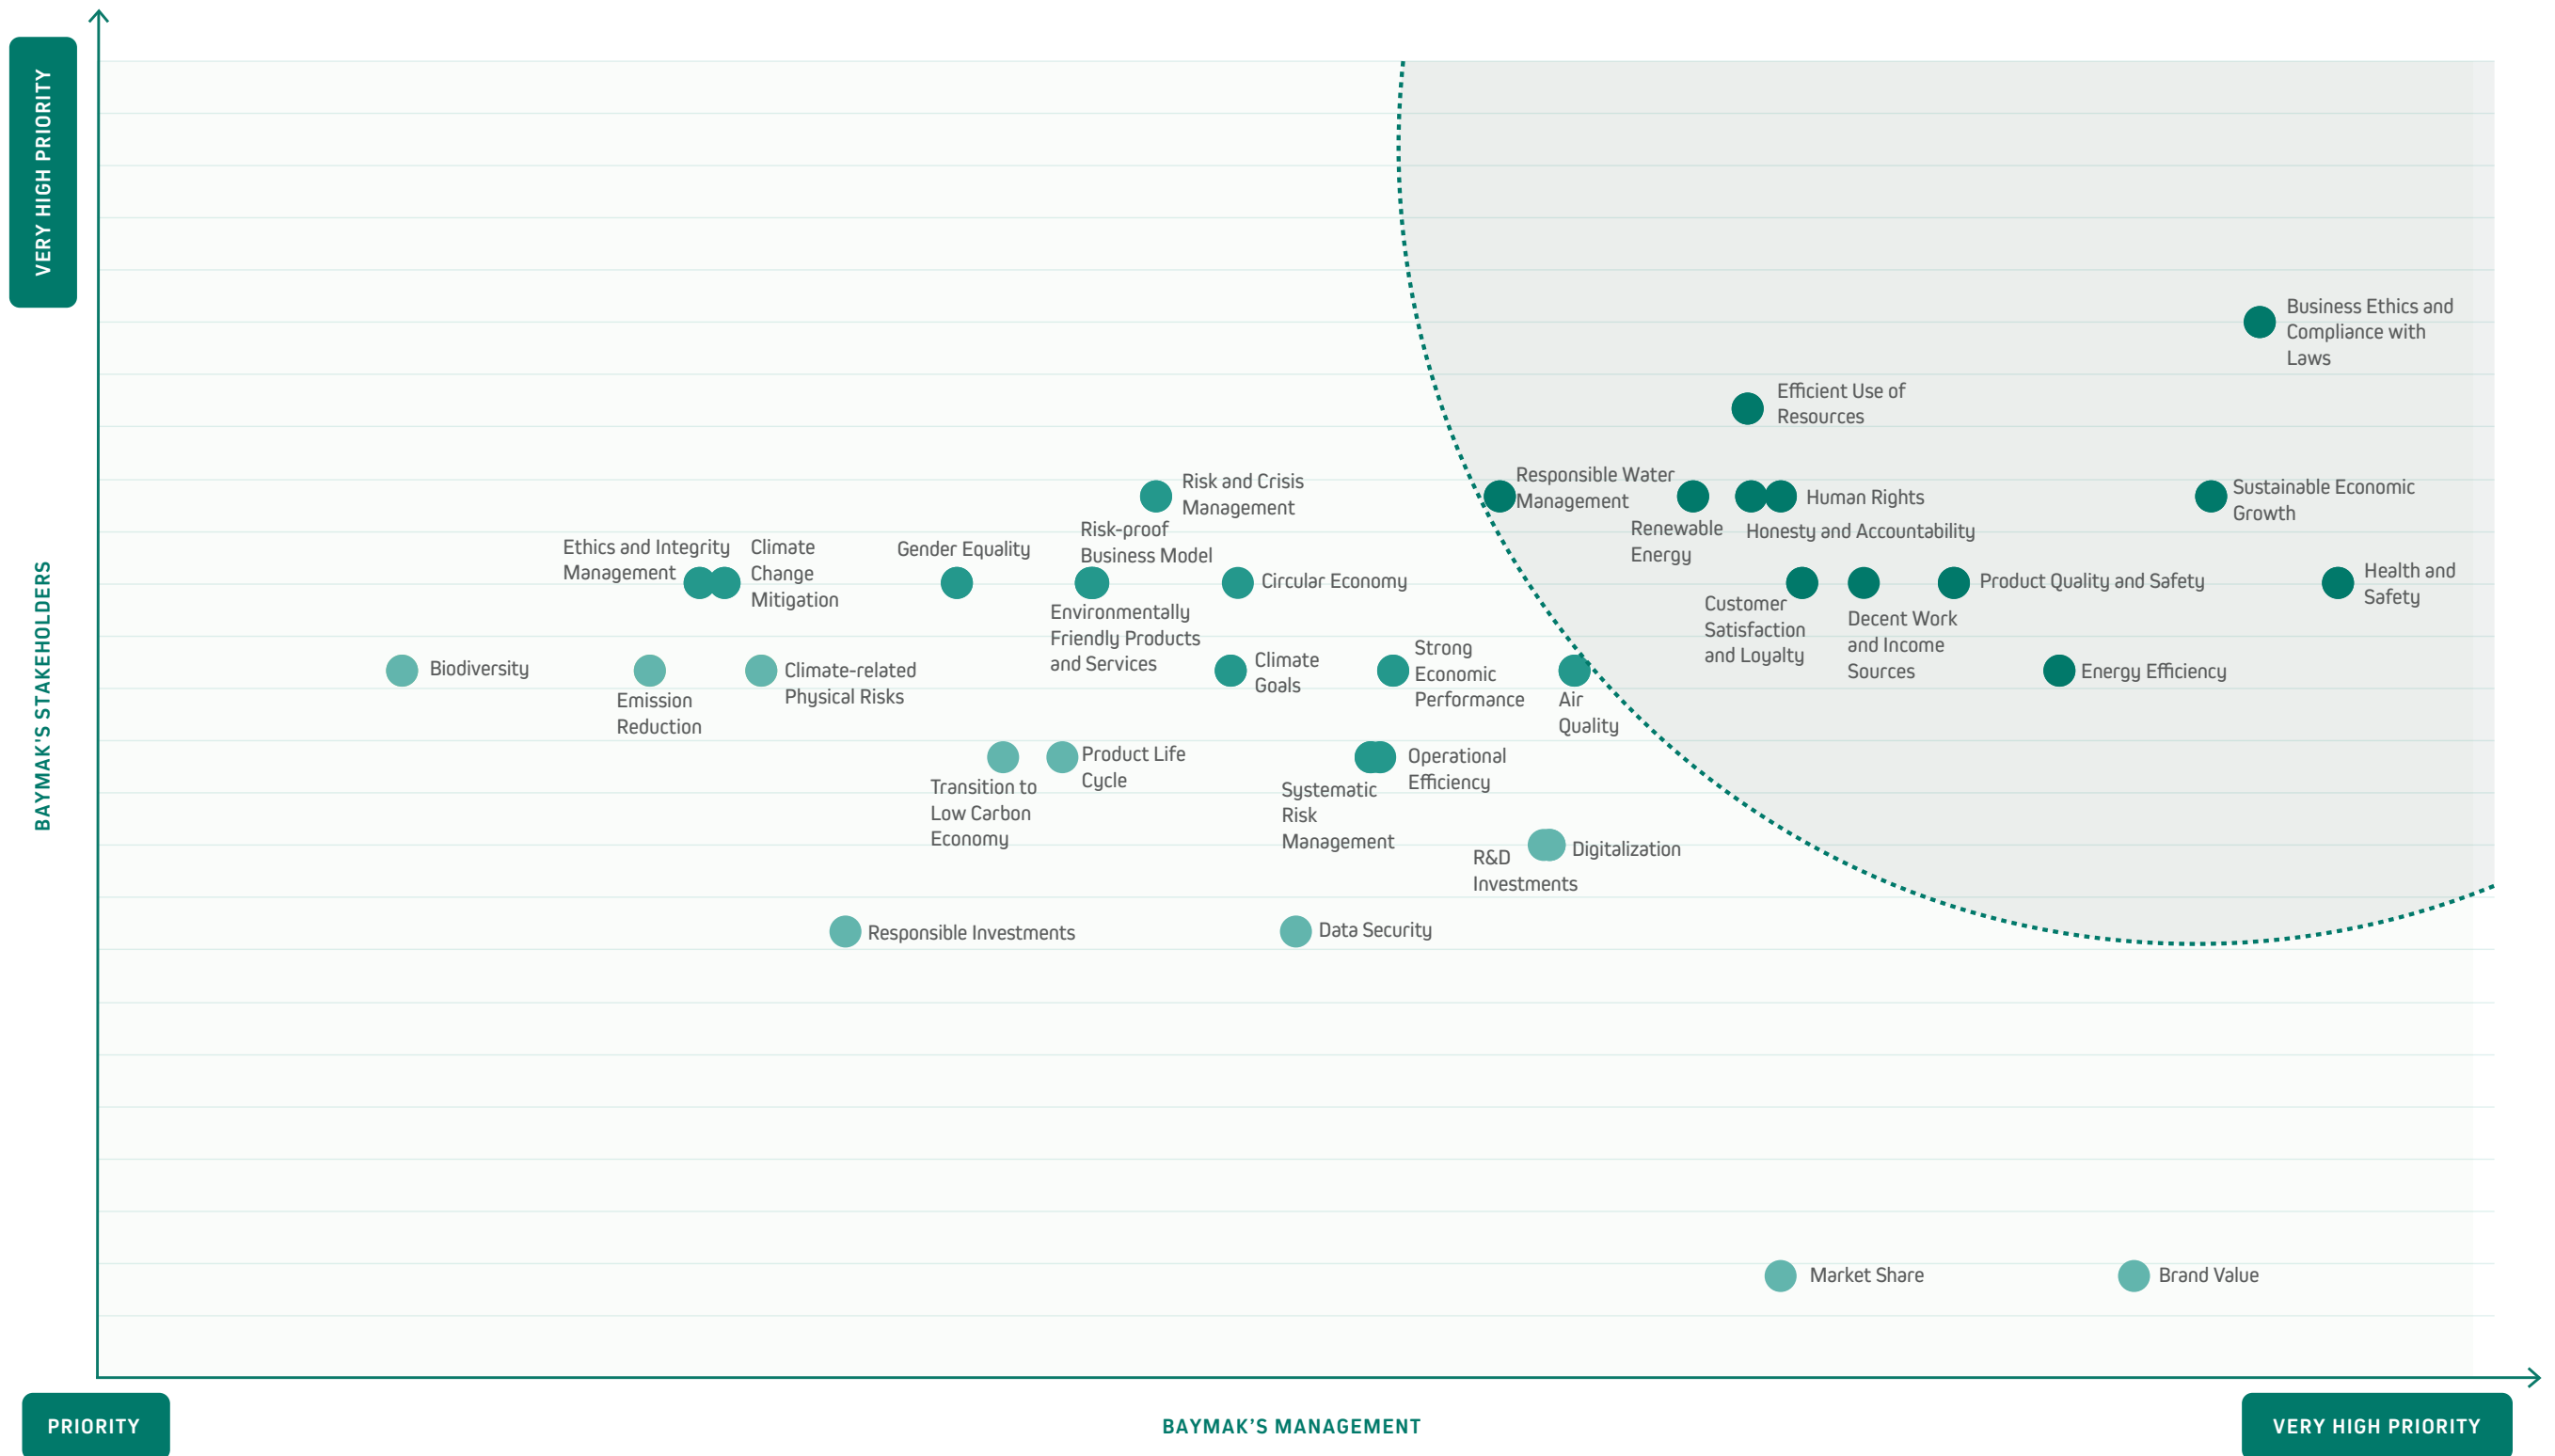 VERY HIGH PRIORITY
BAYMAK'S STAKEHOLDERS
Business Ethics and
Compliance with
Laws
Efficient Use of
Resources
Risk and Crisis
Management
Responsible Water
Management
Renewable
Energy
Human Rights
Honesty and Accountability
Sustainable Economic
Growth
Ethics and Integrity
Management
Climate
Change
Mitigation
Gender Equality
Risk-proof
Business Model
Environmentally
Friendly Products
and Services
Circular Economy
Customer
Satisfaction
and Loyalty
Decent Work
and Income
Sources
Product Quality and Safety
Health and
Safety
Biodiversity
Emission
Reduction
Climate-related
Physical Risks
Climate
Goals
Strong
Economic
Performance
Air
Quality
Energy Efficiency
Transition to
Low Carbon
Economy
Product Life
Cycle
Systematic
Risk
Management
Operational
Efficiency
R&D
Investments
Digitalization
Responsible Investments
Data Security
Market Share
Brand Value
PRIORITY
BAYMAK’S MANAGEMENT
VERY HIGH PRIORITY